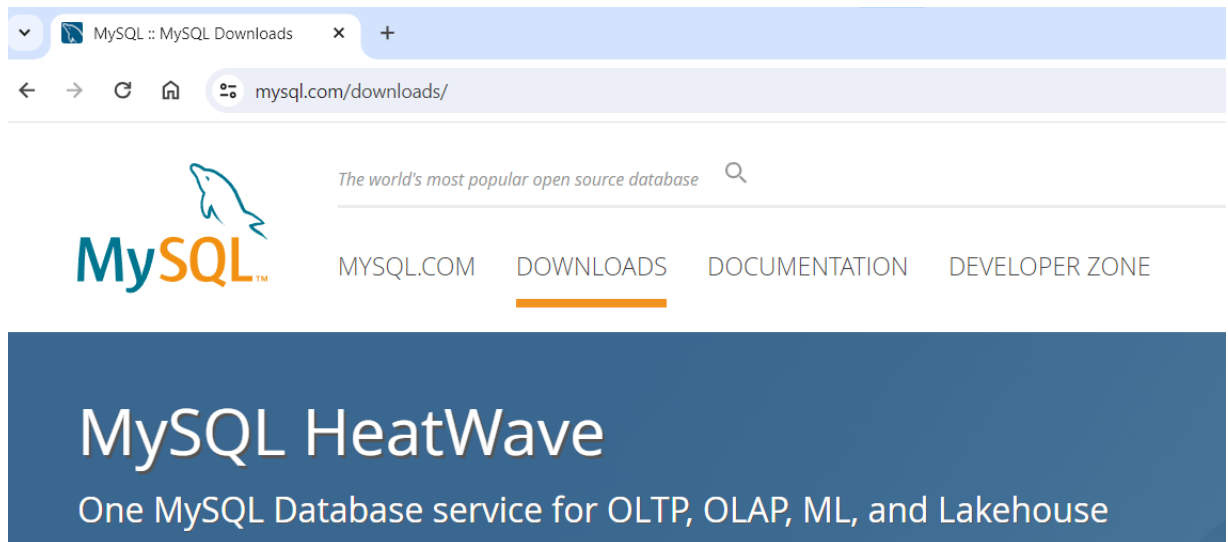 MySQL :: MySQL Downloads
mysql.com/downloads/
The world's most popular open source database
MySQL™
MYSQL.COM DOWNLOADS DOCUMENTATION DEVELOPER ZONE
MySQL HeatWave
One MySQL Database service for OLTP, OLAP, ML, and Lakehouse